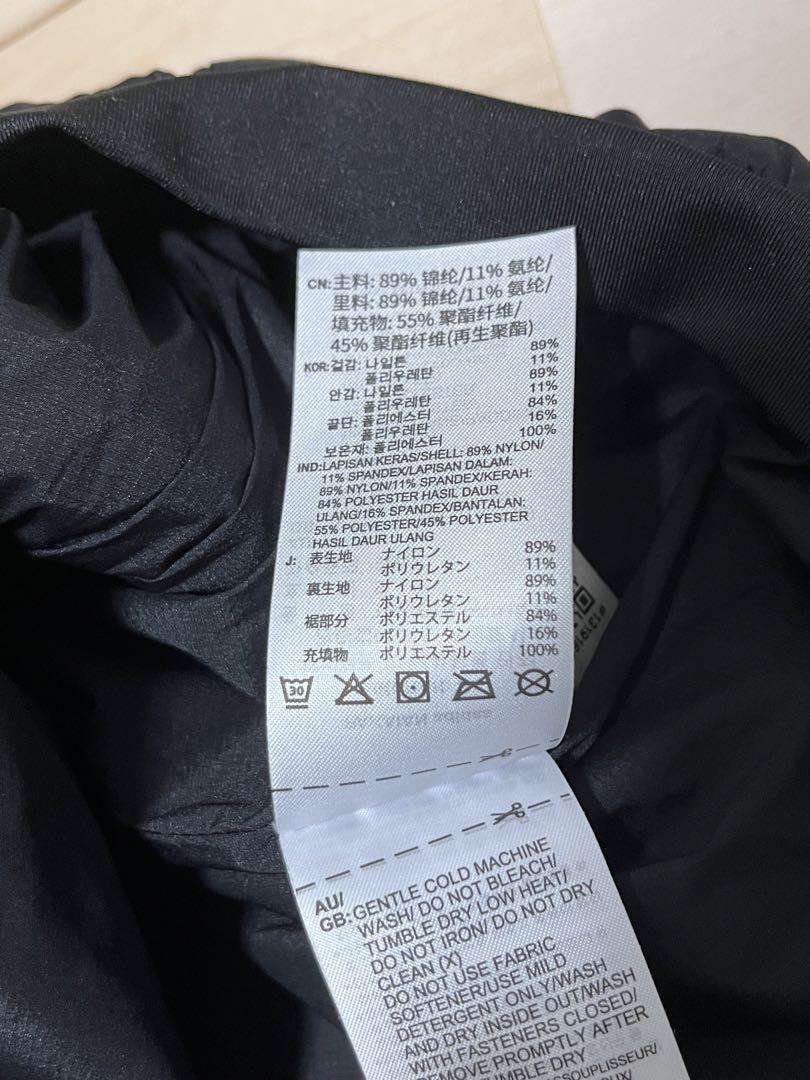 CN: 主料: 89% 锦纶/11% 氨纶/
里料: 89% 锦纶/11% 氨纶/
填充物: 55% 聚酯纤维/
45% 聚酯纤维(再生聚酯)
KOR: 겉감: 나일론 89%
폴리우레탄 11%
안감: 나일론 89%
폴리우레탄 11%
끝단: 폴리에스터 84%
폴리우레탄 16%
보온재: 폴리에스터 100%
IND: LAPISAN KERAS/SHELL: 89% NYLON/
11% SPANDEX/LAPISAN DALAM:
89% NYLON/11% SPANDEX/KERAH:
84% POLYESTER HASIL DAUR
ULANG/16% SPANDEX/BANTALAN:
55% POLYESTER/45% POLYESTER
HASIL DAUR ULANG
J: 表生地 ナイロン 89%
ポリウレタン 11%
裏生地 ナイロン 89%
ポリウレタン 11%
裾部分 ポリエステル 84%
ポリウレタン 16%
充填物 ポリエステル 100%
30
AU/
GB: GENTLE COLD MACHINE
WASH/ DO NOT BLEACH/
TUMBLE DRY LOW HEAT/
DO NOT IRON/ DO NOT DRY
CLEAN (X)
DO NOT USE FABRIC
SOFTENER/USE MILD
DETERGENT ONLY/WASH
AND DRY INSIDE OUT/WASH
WITH FASTENERS CLOSED/
REMOVE PROMPTLY AFTER
TUMBLE DRY